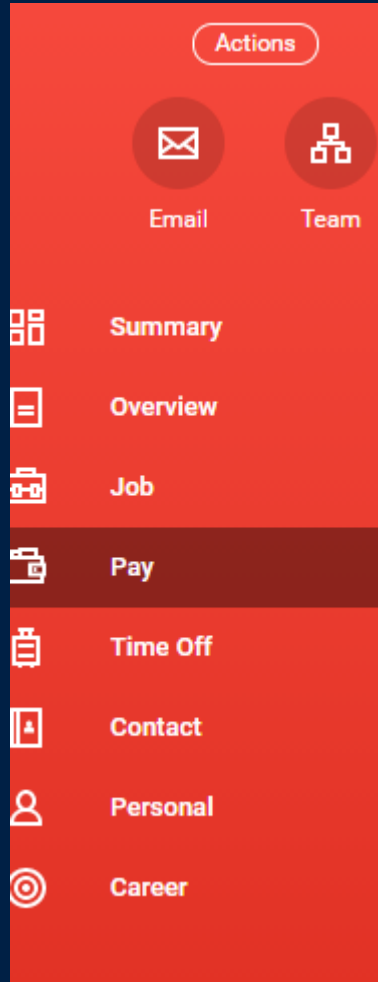 Actions
Email Team
Summary
Overview
Job
Pay
Time Off
Contact
Personal
Career